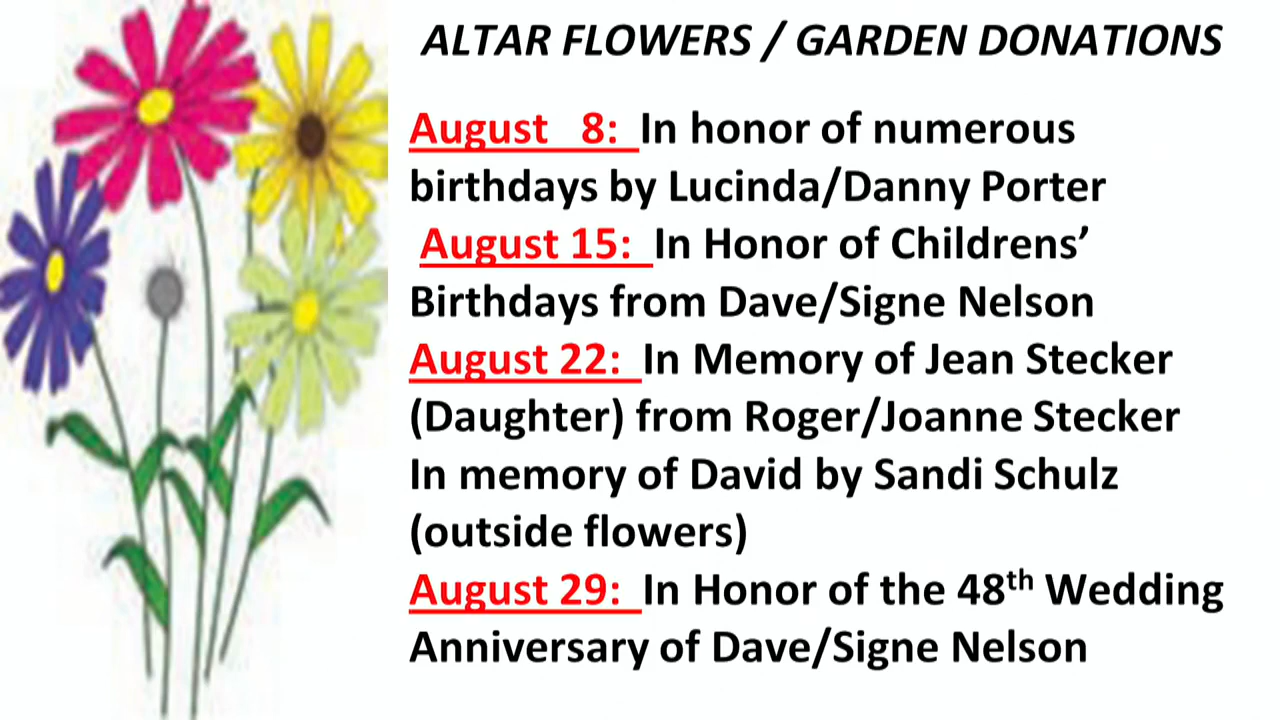 ALTAR FLOWERS / GARDEN DONATIONS
August 8: In honor of numerous
birthdays by Lucinda/Danny Porter
August 15: In Honor of Childrens’
Birthdays from Dave/Signe Nelson
August 22: In Memory of Jean Stecker
(Daughter) from Roger/Joanne Stecker
In memory of David by Sandi Schulz
(outside flowers)
August 29: In Honor of the 48th Wedding
Anniversary of Dave/Signe Nelson